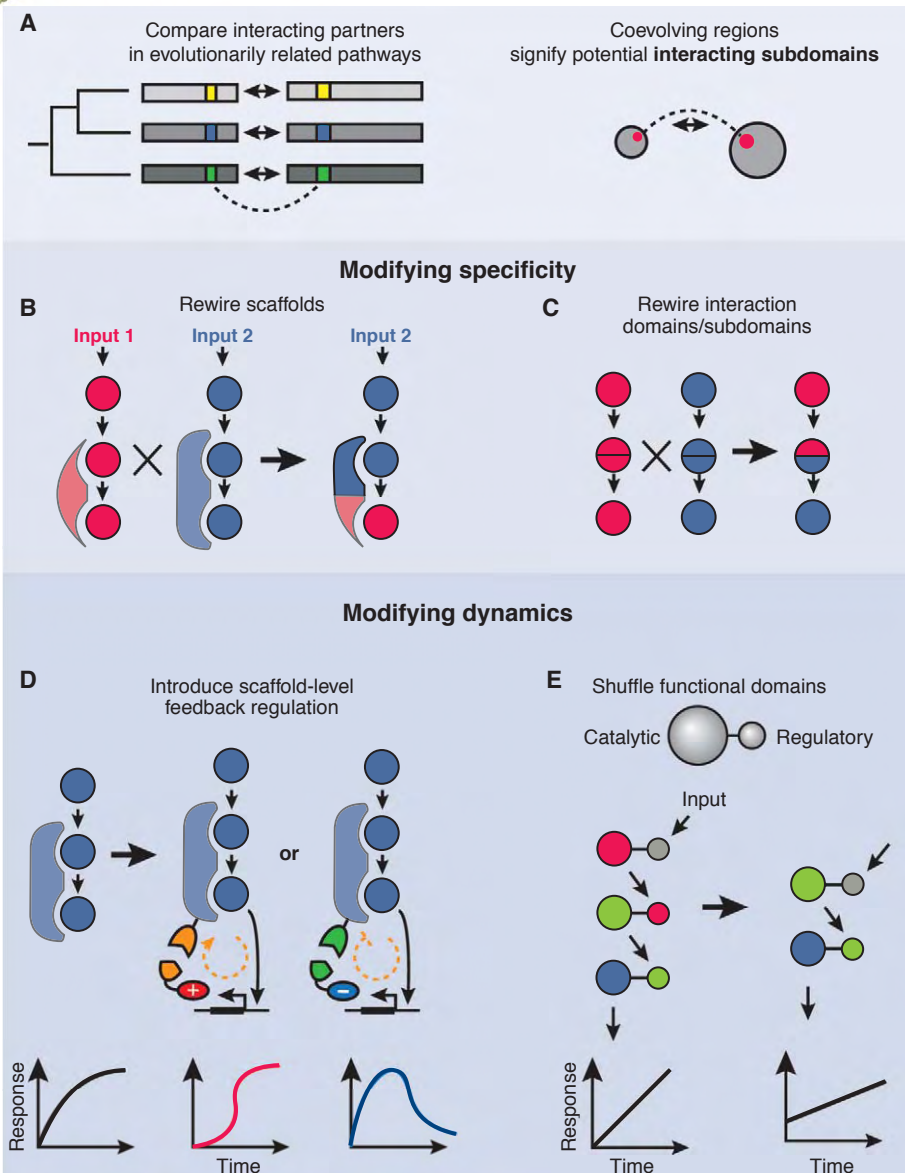 A
Compare interacting partners
in evolutionarily related pathways
Coevolving regions
signify potential interacting subdomains
Modifying specificity
B
Rewire scaffolds
Input 1
Input 2
Input 2
C
Rewire interaction
domains/subdomains
Modifying dynamics
D
Introduce scaffold-level
feedback regulation
or
+
–
Response
Time
E
Shuffle functional domains
Catalytic
Regulatory
Input
Response
Time
Time